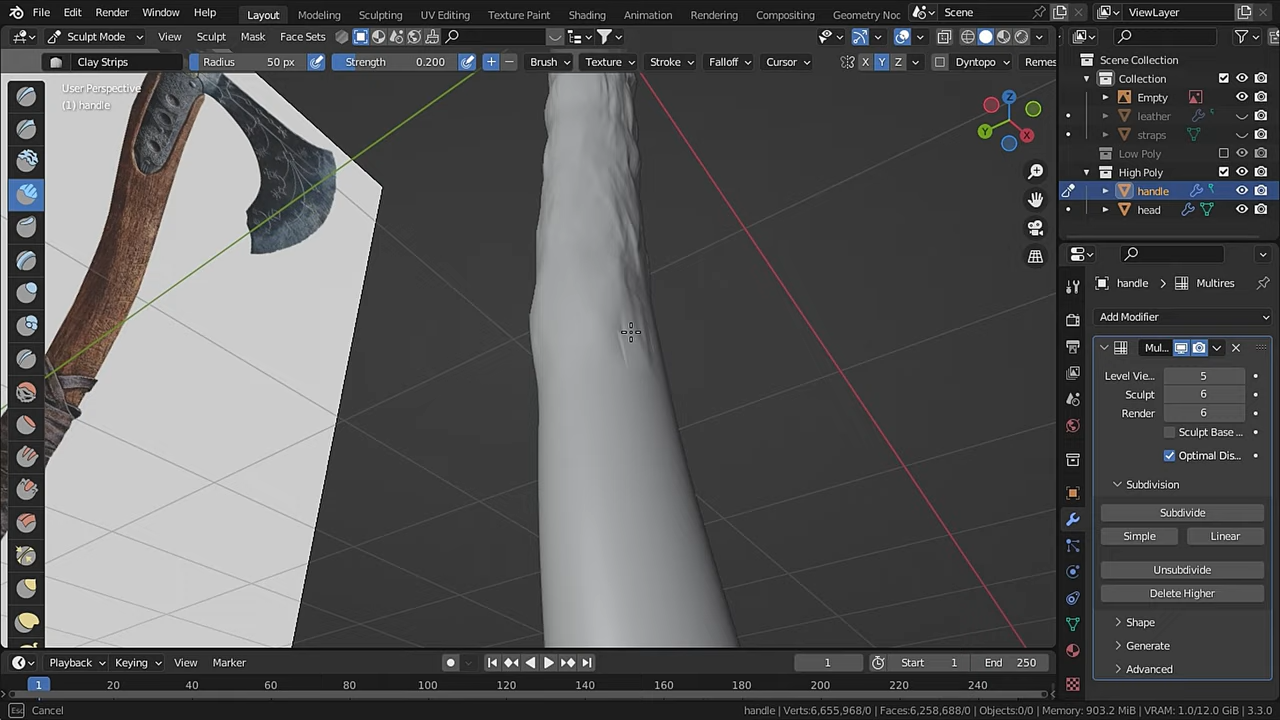 File Edit Render Window Help Layout Modeling Sculpting UV Editing Texture Paint Shading Animation Rendering Compositing Geometry Noc Scene ViewLayer
Sculpt Mode View Sculpt Mask Face Sets
Clay Strips Radius 50 px Strength 0.200 Brush Texture Stroke Falloff Cursor X Y Z Dyntopo Remes
User Perspective
(1) handle
Z
Y
X
Scene Collection
Collection
Empty
leather
straps
Low Poly
High Poly
handle
head
handle Multires
Add Modifier
Mul...
Level Vie... 5
Sculpt 6
Render 6
Sculpt Base ...
Optimal Dis...
Subdivision
Subdivide
Simple Linear
Unsubdivide
Delete Higher
Shape
Generate
Advanced
Playback Keying View Marker 1 Start 1 End 250
1 20 40 60 80 100 120 140 160 180 200 220 240
Esc Cancel handle | Verts:6,655,968/0 | Faces:6,258,688/0 | Objects:0/0 | Memory: 903.2 MiB | VRAM: 1.0/12.0 GiB | 3.3.0